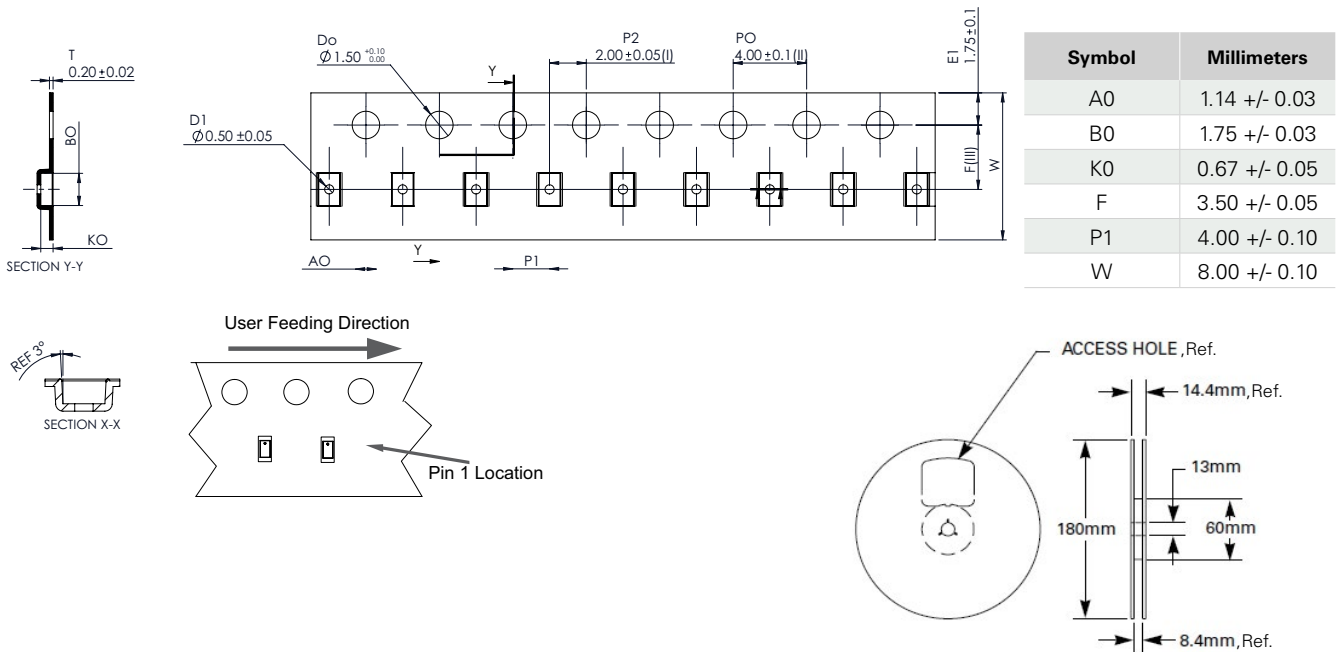 T
0.20±0.02
BO
KO
SECTION Y-Y
Do
Ø1.50 +0.10 0.00
D1
Ø0.50 ±0.05
Y
P2
2.00±0.05(I)
PO
4.00±0.1(II)
E1
1.75±0.1
F(III)
W
AO
Y
P1
Symbol Millimeters
A0 1.14 +/- 0.03
B0 1.75 +/- 0.03
K0 0.67 +/- 0.05
F 3.50 +/- 0.05
P1 4.00 +/- 0.10
W 8.00 +/- 0.10
REF 3°
SECTION X-X
User Feeding Direction
Pin 1 Location
ACCESS HOLE,Ref.
14.4mm,Ref.
13mm
180mm
60mm
8.4mm,Ref.